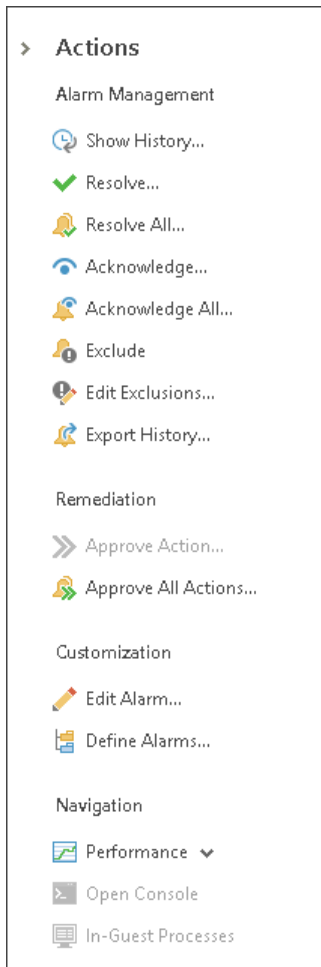 Actions
Alarm Management
Show History...
Resolve...
Resolve All...
Acknowledge...
Acknowledge All...
Exclude
Edit Exclusions...
Export History...
Remediation
Approve Action...
Approve All Actions...
Customization
Edit Alarm...
Define Alarms...
Navigation
Performance
Open Console
In-Guest Processes